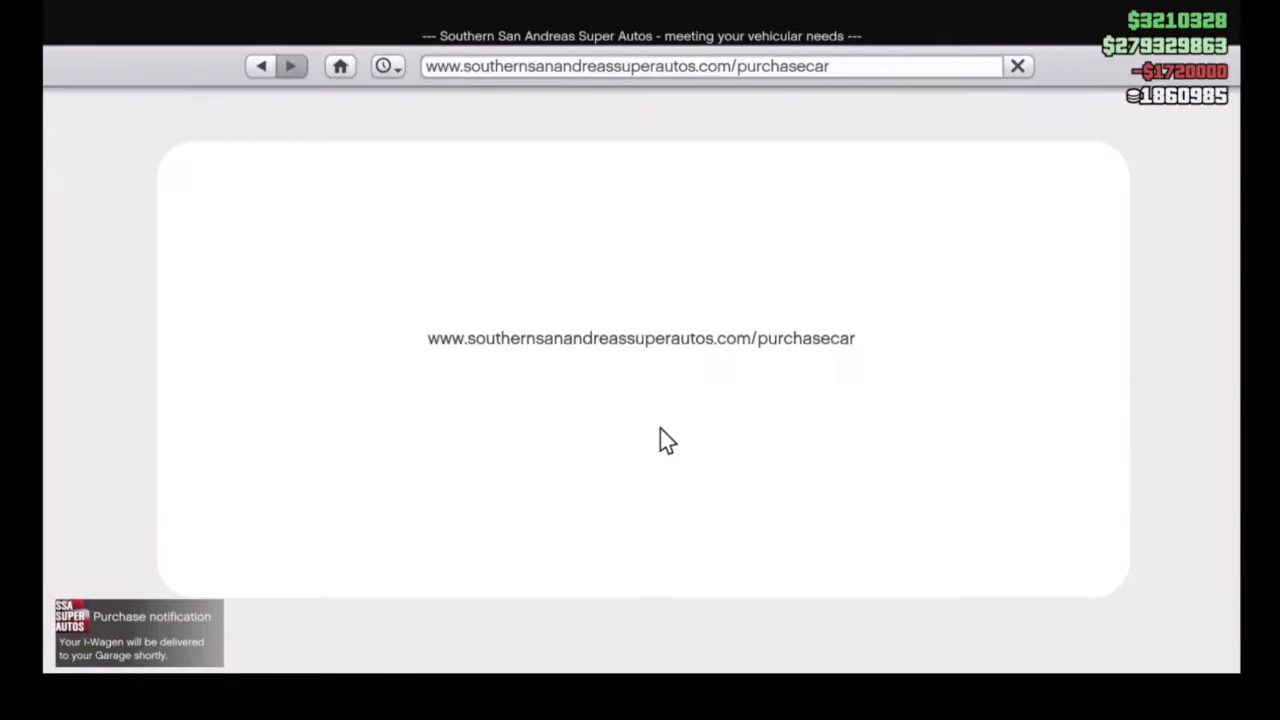 --- Southern San Andreas Super Autos - meeting your vehicular needs ---
$3210328
$279329863
-$1720000
1860985
www.southernsanandreassuperautos.com/purchasecar
www.southernsanandreassuperautos.com/purchasecar
SSA
SUPER
AUTOS
Purchase notification
Your I-Wagen will be delivered
to your Garage shortly.